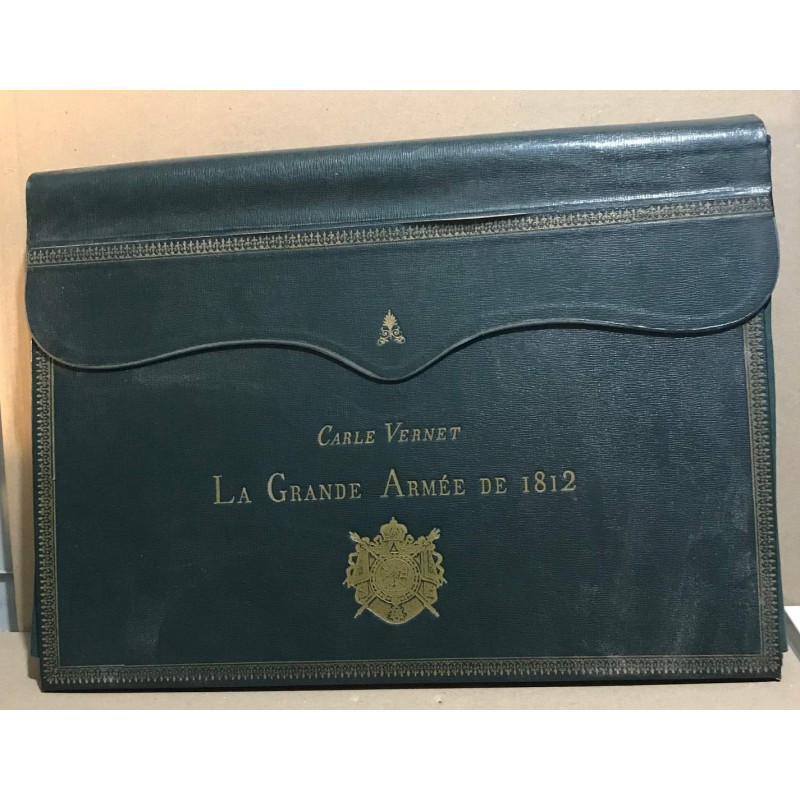 CARLE VERNET
LA GRANDE ARMÉE DE 1812